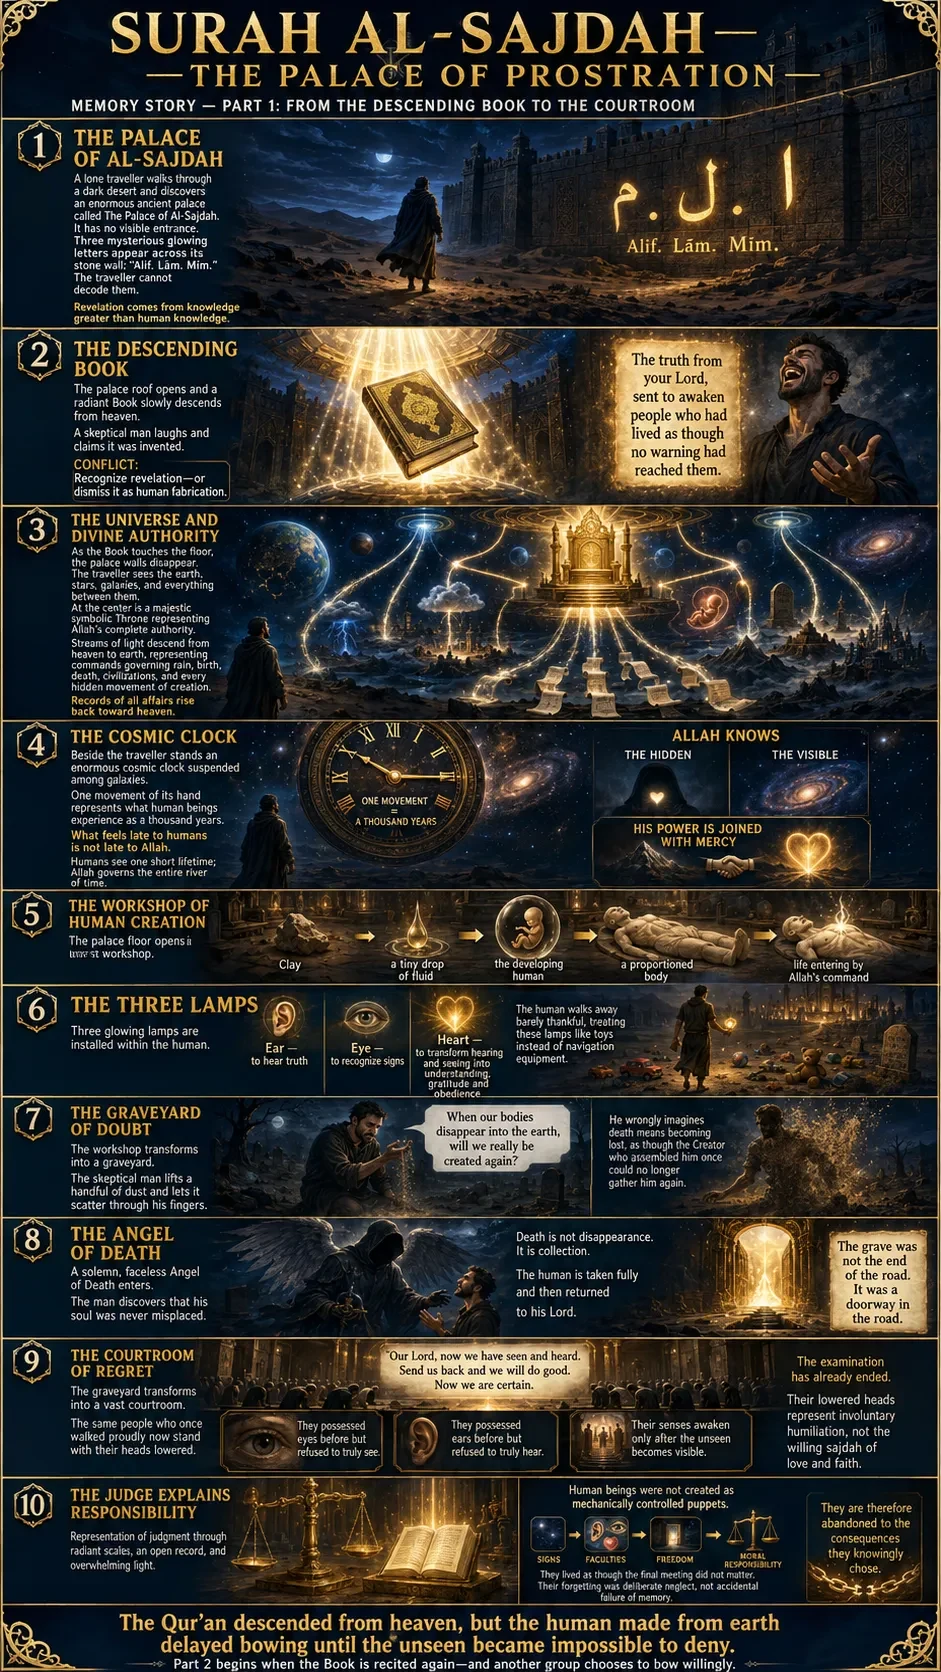 SURAH AL-SAJDAH
THE PALACE OF PROSTRATION
MEMORY STORY — PART 1: FROM THE DESCENDING BOOK TO THE COURTROOM
1
THE PALACE
OF AL-SAJDAH
A lone traveller walks through
a dark desert and discovers
an enormous ancient palace
called The Palace of Al-Sajdah.
It has no visible entrance.
Three mysterious glowing
letters appear across its
stone wall: "Alif. Lām. Mim."
The traveller cannot
decode them.
Revelation comes from knowledge
greater than human knowledge.
ا . ل . م
Alif. Lām. Mim.
2
THE DESCENDING
BOOK
The palace roof opens and a
radiant Book slowly descends
from heaven.
A skeptical man laughs and
claims it was invented.
CONFLICT:
Recognize revelation—or
dismiss it as human fabrication.
The truth from
your Lord,
sent to awaken
people who had
lived as though
no warning had
reached them.
3
THE UNIVERSE AND
DIVINE AUTHORITY
As the Book touches the floor,
the palace walls disappear.
The traveller sees the earth,
stars, galaxies, and everything
between them.
At the center is a majestic
symbolic Throne representing
Allah's complete authority.
Streams of light descend from
heaven to earth, representing
commands governing rain, birth,
death, civilizations, and every
hidden movement of creation.
Records of all affairs rise
back toward heaven.
4
THE COSMIC CLOCK
Beside the traveller stands an
enormous cosmic clock suspended
among galaxies.
One movement of its hand
represents what human beings
experience as a thousand years.
What feels late to humans
is not late to Allah.
Humans see one short lifetime;
Allah governs the entire river
of time.
ONE MOVEMENT
=
A THOUSAND YEARS
ALLAH KNOWS
THE HIDDEN
THE VISIBLE
HIS POWER IS JOINED
WITH MERCY
5
THE WORKSHOP OF
HUMAN CREATION
The palace floor opens
workshop.
Clay
a tiny drop
of fluid
the developing
human
a proportioned
body
life entering by
Allah's command
6
THE THREE LAMPS
Three glowing lamps are
installed within the human.
Ear —
to hear truth
Eye —
to recognize signs
Heart —
to transform hearing
and seeing into
understanding,
gratitude and
obedience
The human walks away
barely thankful, treating
these lamps like toys
instead of navigation
equipment.
7
THE GRAVEYARD
OF DOUBT
The workshop transforms
into a graveyard.
The skeptical man lifts a
handful of dust and lets it
scatter through his fingers.
When our bodies
disappear into the earth,
will we really be
created again?
He wrongly imagines
death means becoming
lost, as though the Creator
who assembled him once
could no longer
gather him again.
8
THE ANGEL
OF DEATH
A solemn, faceless Angel
of Death enters.
The man discovers that his
soul was never misplaced.
Death is not disappearance.
It is collection.
The human is taken fully
and then returned
to his Lord.
The grave was
not the end
of the road.
It was a
doorway in
the road.
9
THE COURTROOM
OF REGRET
The graveyard transforms
into a vast courtroom.
The same people who once
walked proudly now stand
with their heads lowered.
"Our Lord, now we have seen and heard.
Send us back and we will do good.
Now we are certain.
They possessed
eyes before but
refused to truly see.
They possessed
ears before but
refused to truly hear.
Their senses awaken
only after the unseen
becomes visible.
The examination
has already ended.
Their lowered heads
represent involuntary
humiliation, not the
willing sajdah of
love and faith.
10
THE JUDGE EXPLAINS
RESPONSIBILITY
Representation of judgment through
radiant scales, an open record, and
overwhelming light.
Human beings were not created as
mechanically controlled puppets.
SIGNS
FACULTIES
FREEDOM
MORAL
RESPONSIBILITY
They lived as though the final meeting did not matter.
Their forgetting was deliberate neglect, not accidental
failure of memory.
They are therefore
abandoned to the
consequences
they knowingly
chose.
The Qur'an descended from heaven, but the human made from earth
delayed bowing until the unseen became impossible to deny.
Part 2 begins when the Book is recited again—and another group chooses to bow willingly.